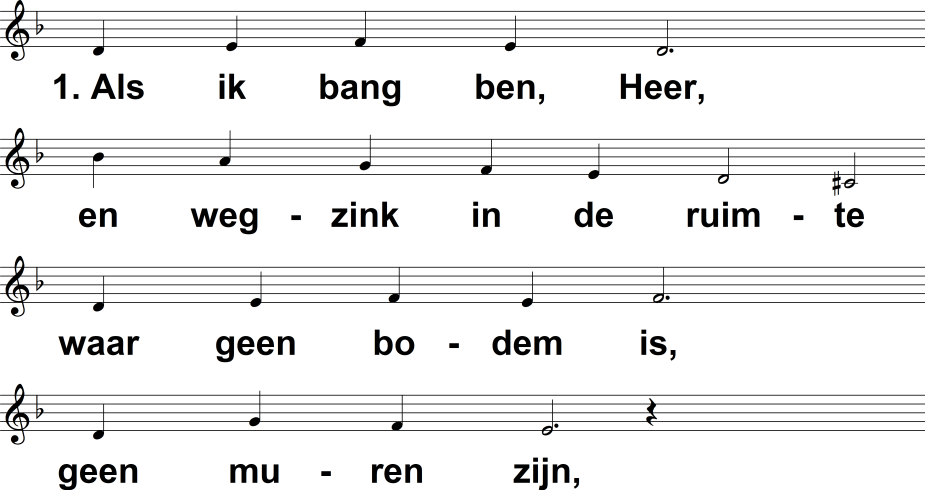 1. Als ik bang ben, Heer,
en weg - zink in de ruim - te
waar geen bo - dem is,
geen mu - ren zijn,